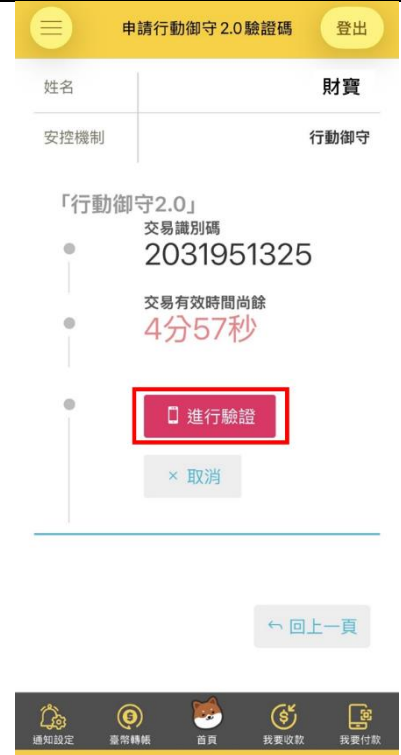 申請行動御守2.0驗證碼
登出
姓名 財寶
安控機制 行動御守
「行動御守2.0」
交易識別碼
2031951325
交易有效時間尚餘
4分57秒
進行驗證
× 取消
回上一頁
通知設定 臺幣轉帳 首頁 我要收款 我要付款